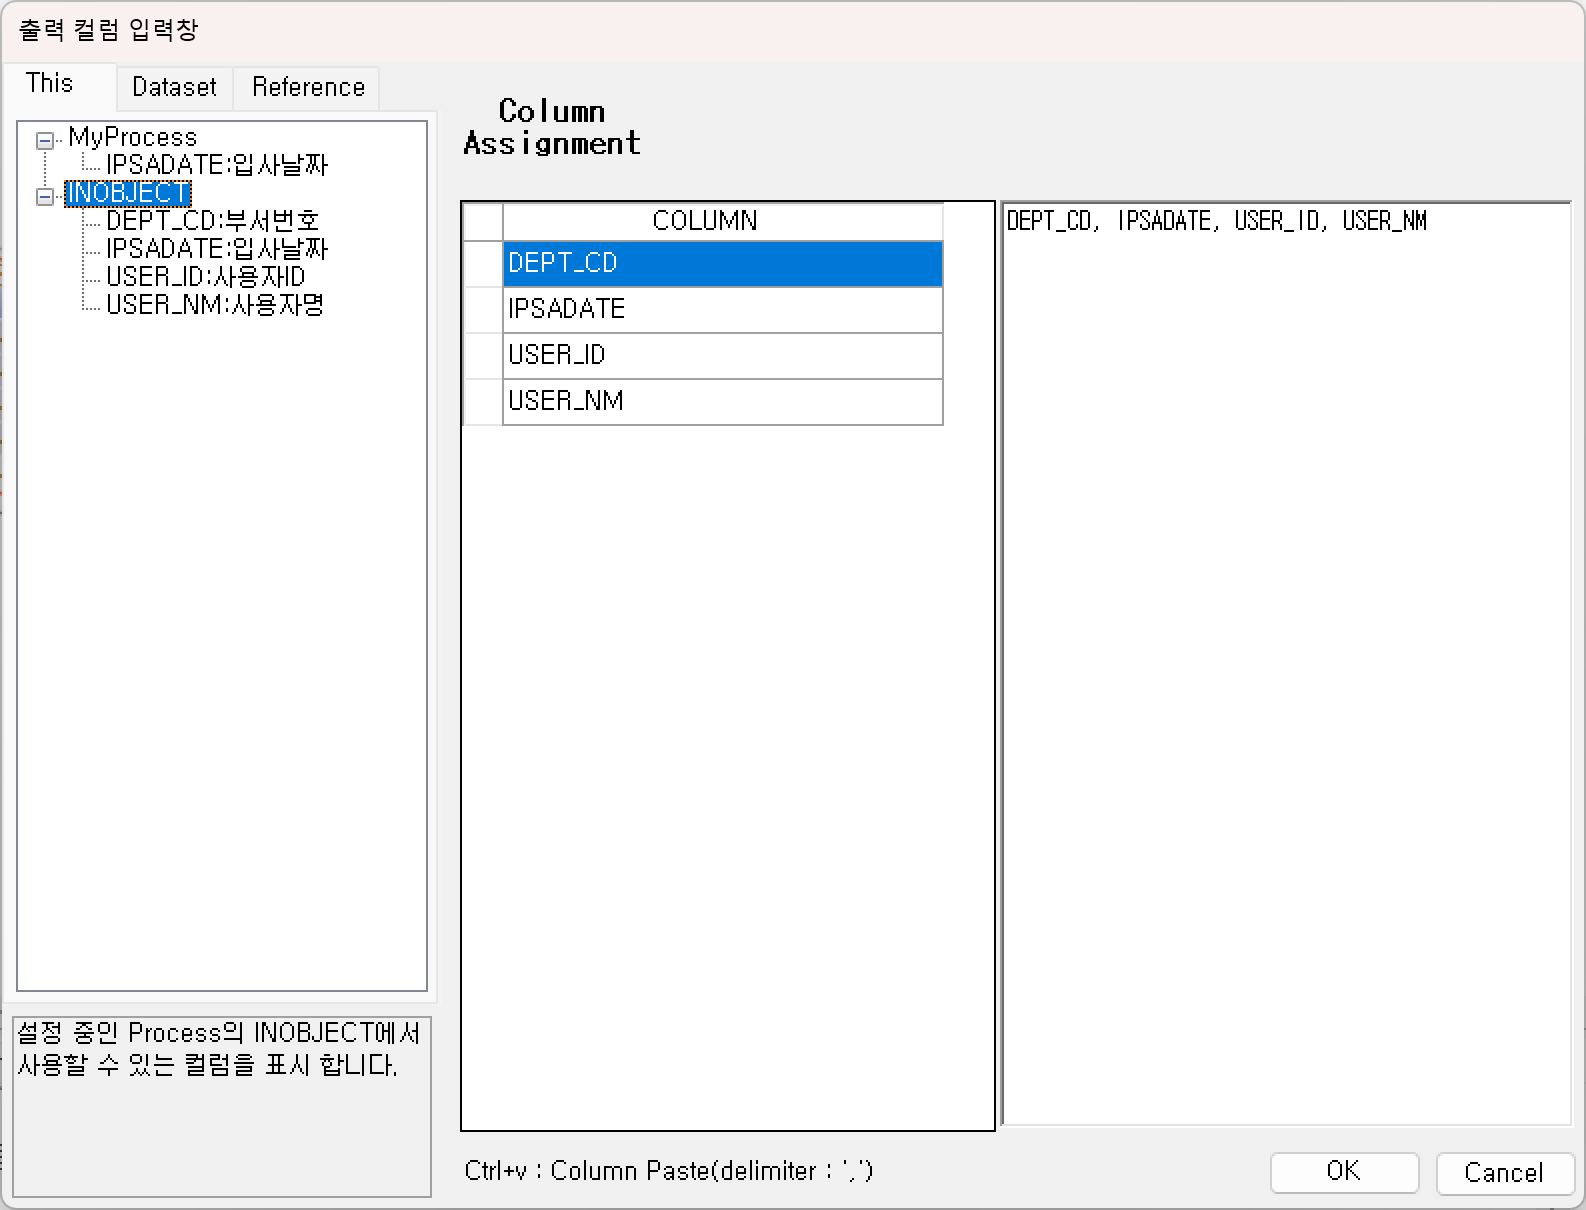 출력 컬럼 입력창
This
Dataset
Reference
MyProcess
IPSADATE:입사날짜
INOBJECT
DEPT_CD:부서번호
IPSADATE:입사날짜
USER_ID:사용자ID
USER_NM:사용자명
설정 중인 Process의 INOBJECT에서
사용할 수 있는 컬럼을 표시 합니다.
Column
Assignment
COLUMN
DEPT_CD
IPSADATE
USER_ID
USER_NM
DEPT_CD, IPSADATE, USER_ID, USER_NM
Ctrl+v : Column Paste(delimiter : ',')
OK
Cancel